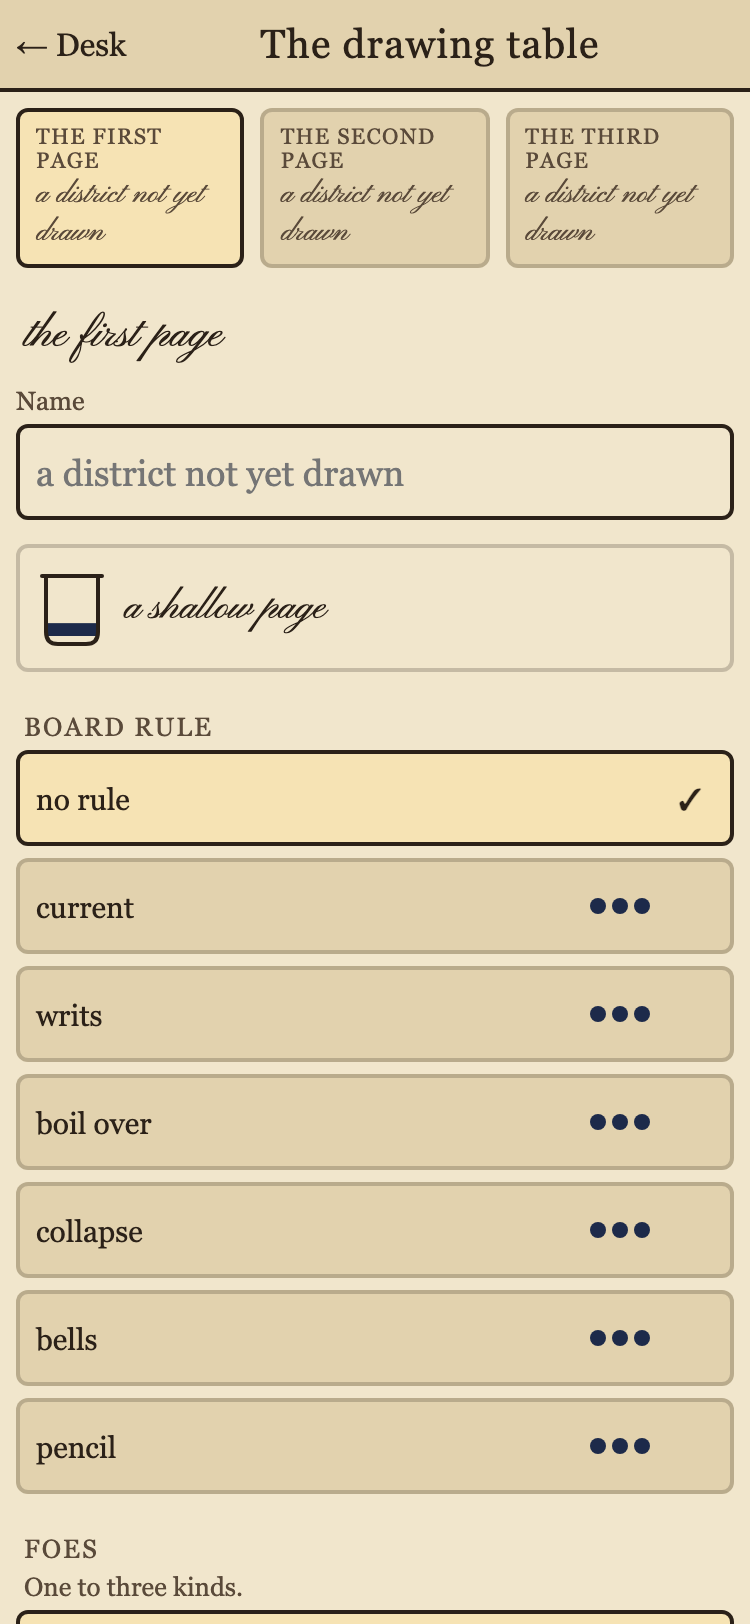 ← Desk
The drawing table
THE FIRST
PAGE
a district not yet
drawn
THE SECOND
PAGE
a district not yet
drawn
THE THIRD
PAGE
a district not yet
drawn
the first page
Name
a district not yet drawn
a shallow page
BOARD RULE
no rule ✓
current
writs
boil over
collapse
bells
pencil
FOES
One to three kinds.